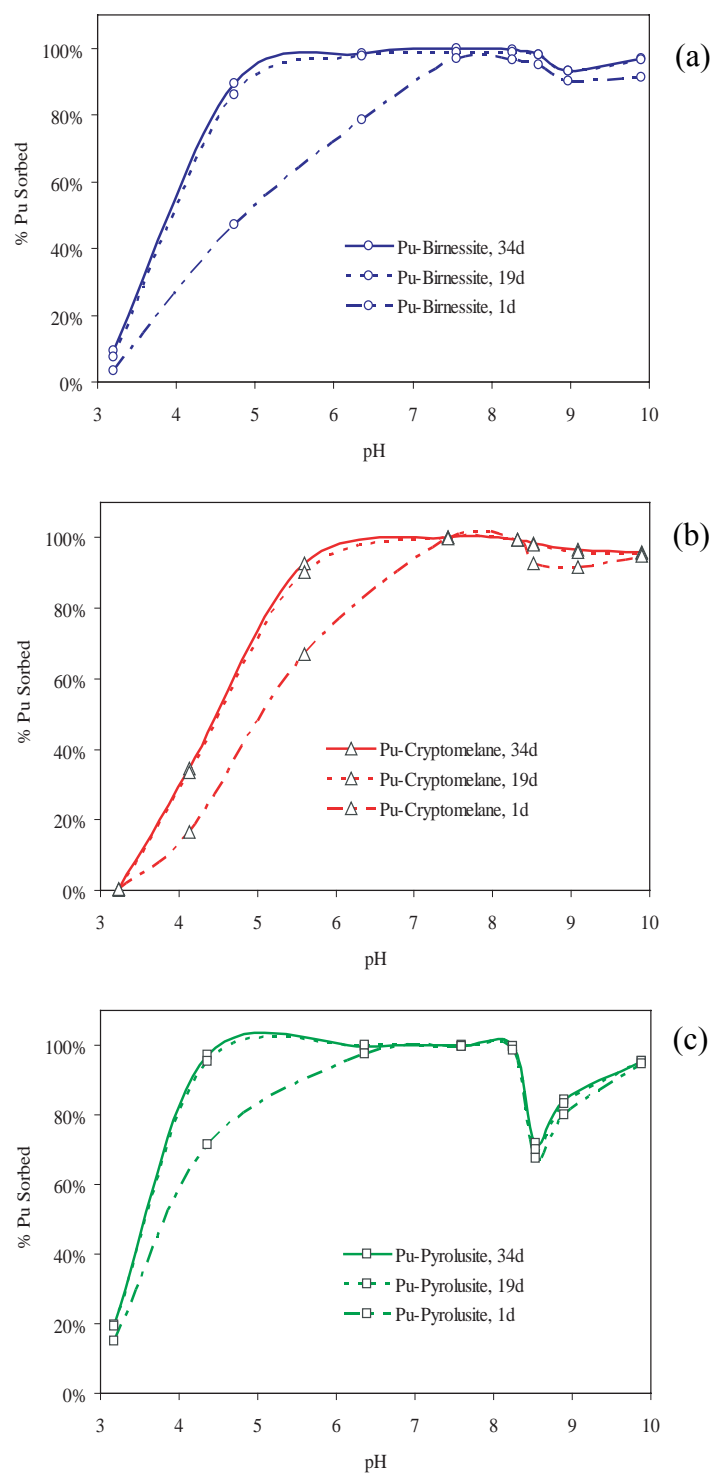 (a)
100%
80%
60%
40%
20%
0%
% Pu Sorbed
Pu-Birnessite, 34d
Pu-Birnessite, 19d
Pu-Birnessite, 1d
3 4 5 6 7 8 9 10
pH
(b)
100%
80%
60%
40%
20%
0%
% Pu Sorbed
Pu-Cryptomelane, 34d
Pu-Cryptomelane, 19d
Pu-Cryptomelane, 1d
3 4 5 6 7 8 9 10
pH
(c)
100%
80%
60%
40%
20%
0%
% Pu Sorbed
Pu-Pyrolusite, 34d
Pu-Pyrolusite, 19d
Pu-Pyrolusite, 1d
3 4 5 6 7 8 9 10
pH